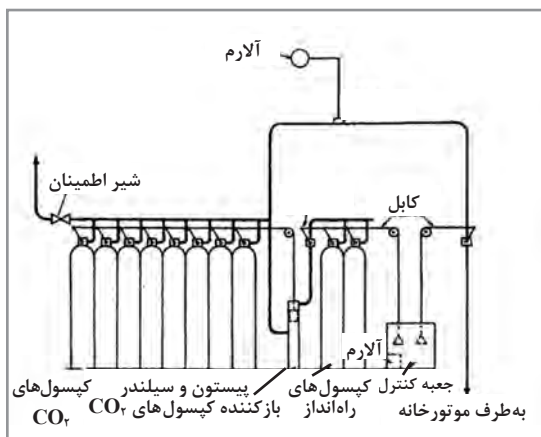 آلارم
شیر اطمینان
کابل
آلارم
جعبه کنترل
به‌طرف موتورخانه
کپسول‌های
راه‌انداز
پیستون و سیلندر
بازکننده کپسول‌های CO₂
کپسول‌های
CO₂